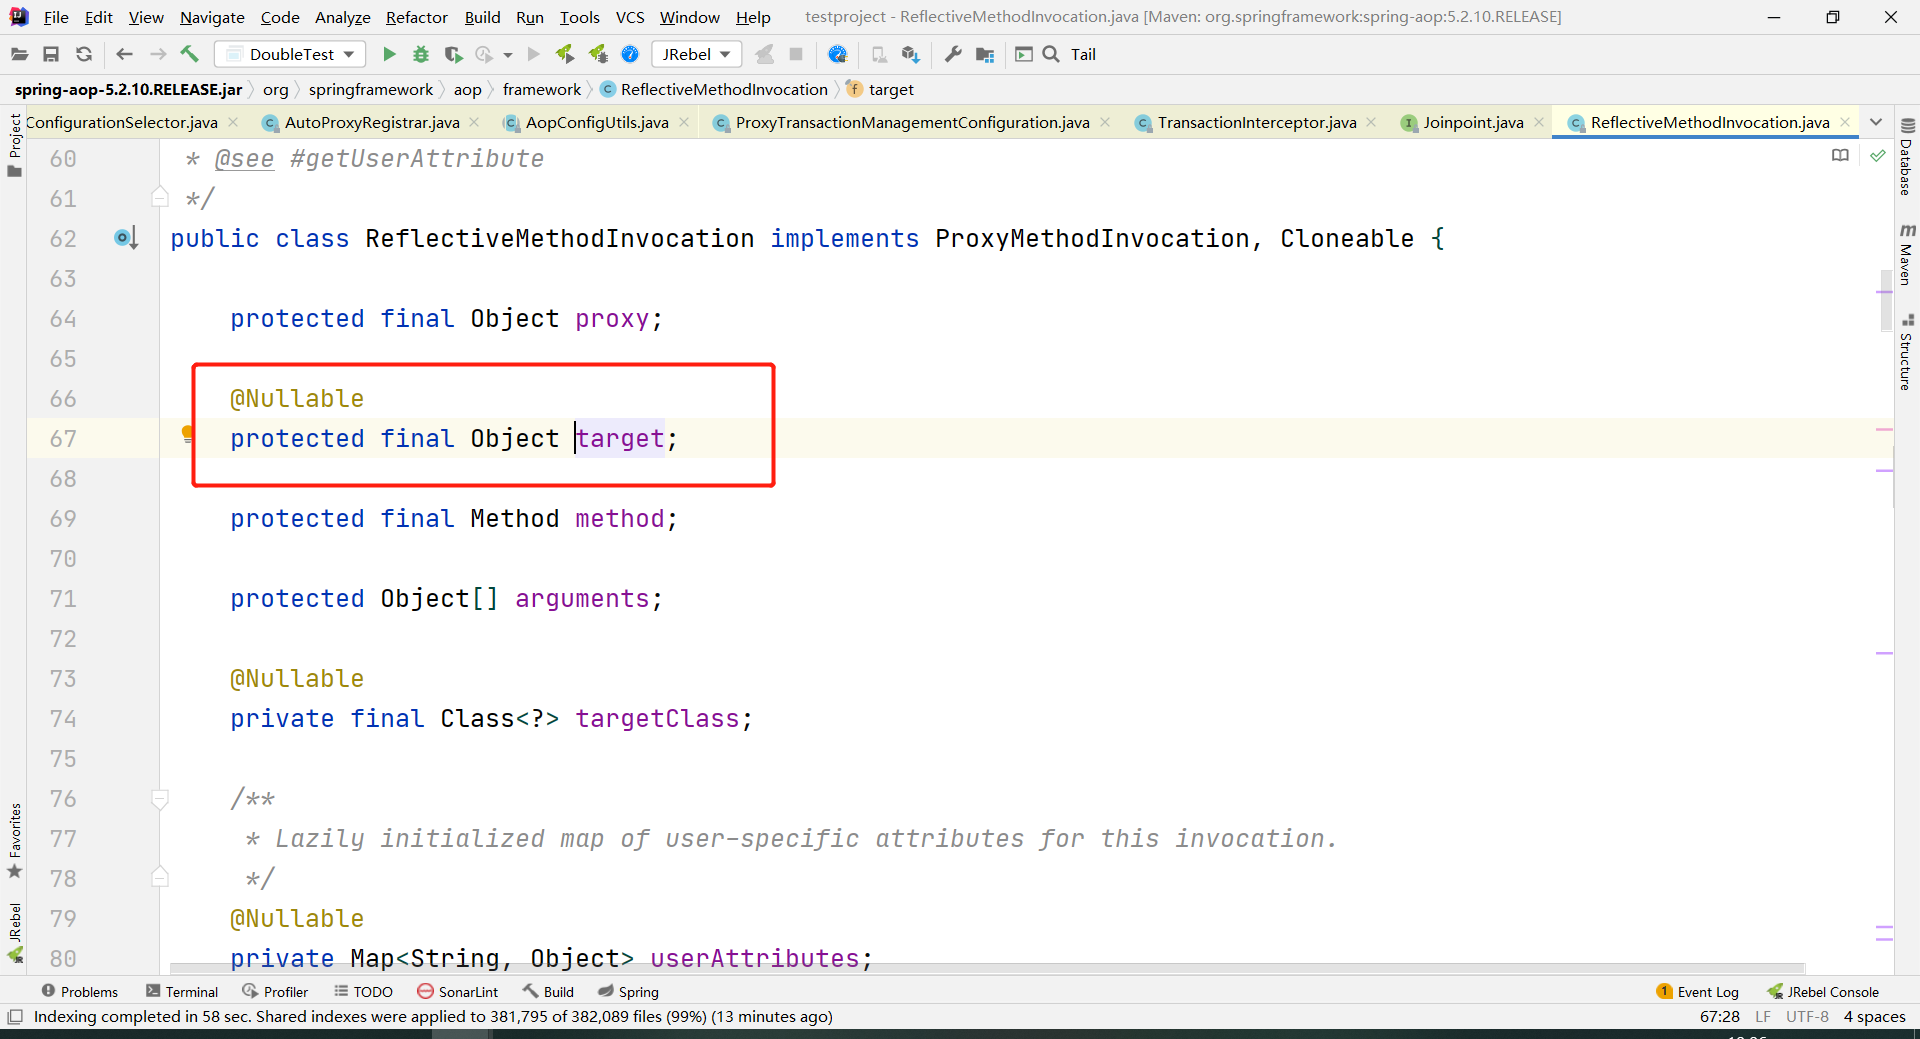 File Edit View Navigate Code Analyze Refactor Build Run Tools VCS Window Help testproject - ReflectiveMethodInvocation.java [Maven: org.springframework:spring-aop:5.2.10.RELEASE]
DoubleTest JRebel Tail
spring-aop-5.2.10.RELEASE.jar org springframework aop framework ReflectiveMethodInvocation target
ConfigurationSelector.java AutoProxyRegistrar.java AopConfigUtils.java ProxyTransactionManagementConfiguration.java TransactionInterceptor.java Joinpoint.java ReflectiveMethodInvocation.java
Project
Favorites
JRebel
60 * @see #getUserAttribute
61 */
62 public class ReflectiveMethodInvocation implements ProxyMethodInvocation, Cloneable {
63
64 protected final Object proxy;
65
66 @Nullable
67 protected final Object target;
68
69 protected final Method method;
70
71 protected Object[] arguments;
72
73 @Nullable
74 private final Class<?> targetClass;
75
76 /**
77 * Lazily initialized map of user-specific attributes for this invocation.
78 */
79 @Nullable
80 private Map<String, Object> userAttributes;
Database
Maven
Structure
Problems Terminal Profiler TODO SonarLint Build Spring 1 Event Log JRebel Console
Indexing completed in 58 sec. Shared indexes were applied to 381,795 of 382,089 files (99%) (13 minutes ago) 67:28 LF UTF-8 4 spaces